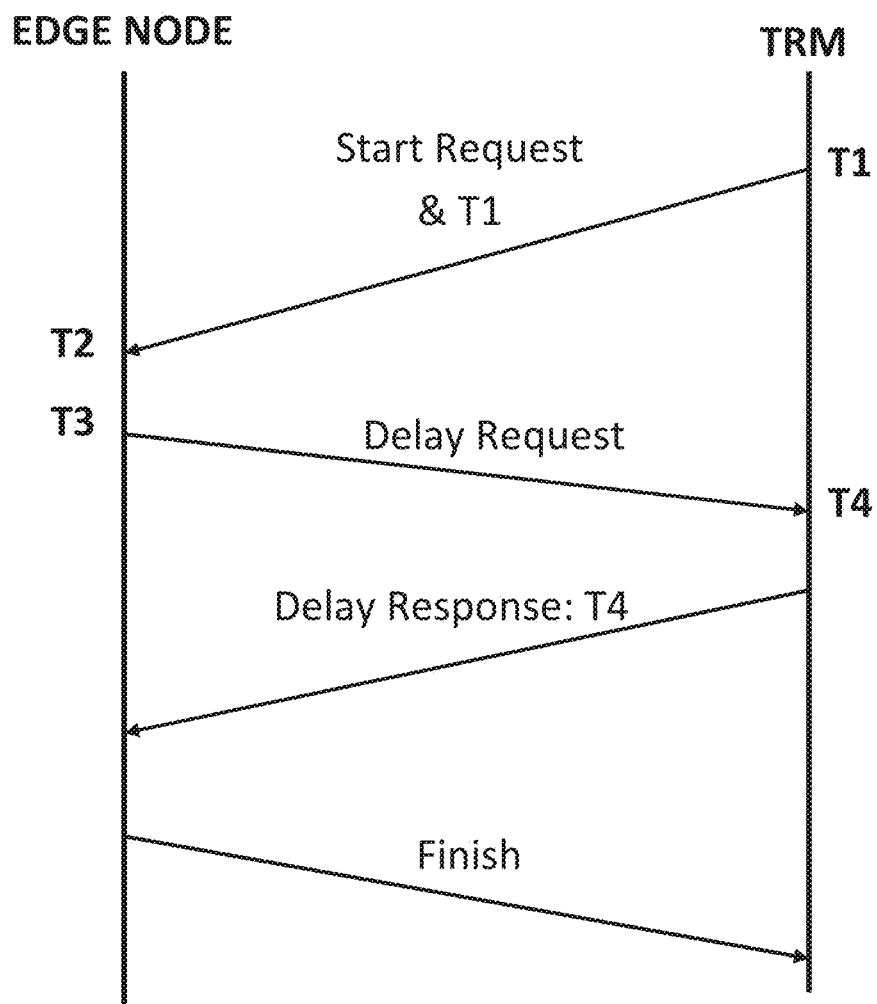 EDGE NODE
TRM
Start Request
T1
& T1
T2
T3
Delay Request
T4
Delay Response: T4
Finish